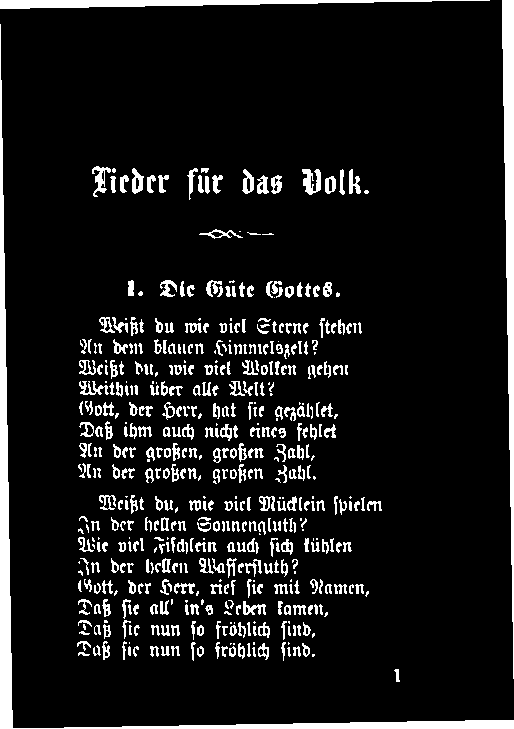 Lieder für das Volk.
1. Die Güte Gottes.
Weißt du wie viel Sterne stehen
An dem blauen Himmelszelt?
Weißt du, wie viel Wolken gehen
Weithin über alle Welt?
Gott, der Herr, hat sie gezählet,
Daß ihm auch nicht eines fehlet
An der großen, großen Zahl,
An der großen, großen Zahl.
Weißt du, wie viel Mücklein spielen
In der hellen Sonnengluth?
Wie viel Fischlein auch sich kühlen
In der hellen Wasserfluth?
Gott, der Herr, rief sie mit Namen,
Daß sie all' in's Leben kamen,
Daß sie nun so fröhlich sind,
Daß sie nun so fröhlich sind.
1